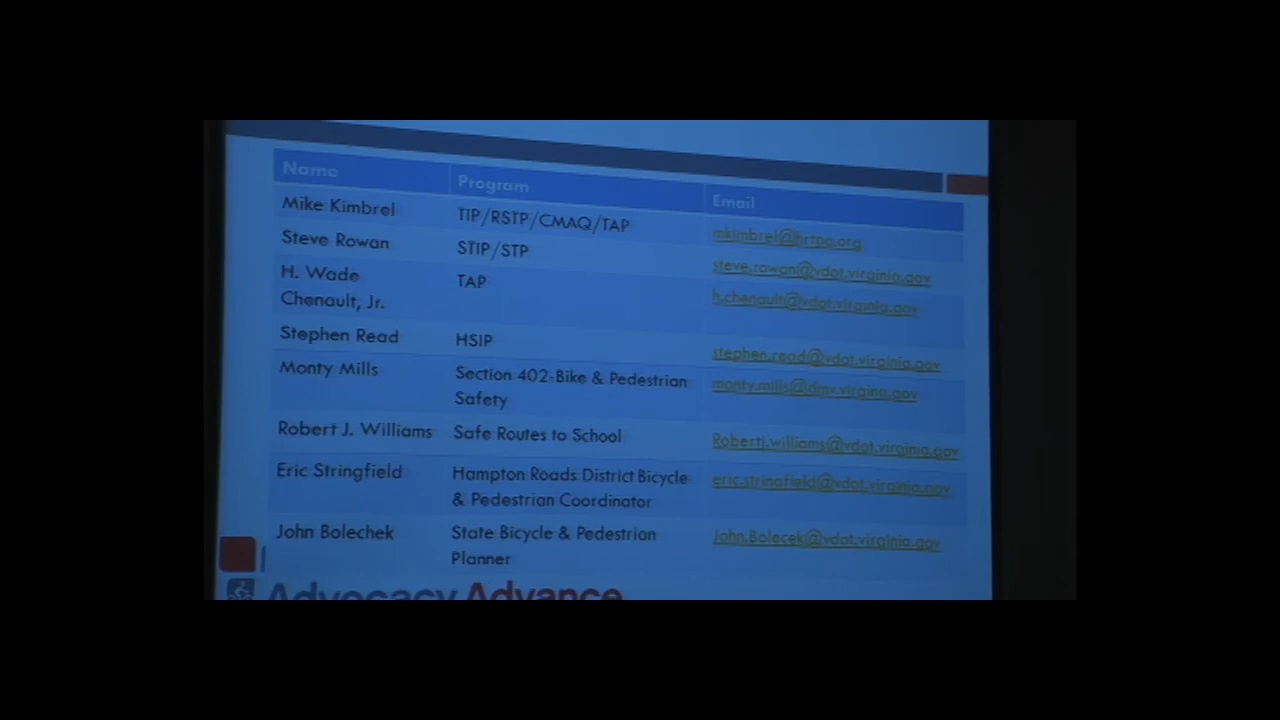 Name Program Email
Mike Kimbrel TIP/RSTP/CMAQ/TAP mkimbrel@hrtpo.org
Steve Rowan STIP/STP steve.rowan@vdot.virginia.gov
H. Wade TAP h.chenault@vdot.virginia.gov
Chenault, Jr.
Stephen Read HSIP stephen.read@vdot.virginia.gov
Monty Mills Section 402-Bike & Pedestrian monty.mills@dmv.virgina.gov
Safety
Robert J. Williams Safe Routes to School Robertj.williams@vdot.virginia.gov
Eric Stringfield Hampton Roads District Bicycle eric.stringfield@vdot.virginia.gov
& Pedestrian Coordinator
John Bolechek State Bicycle & Pedestrian John.Bolecek@vdot.virginia.gov
Planner
Advocacy Advance